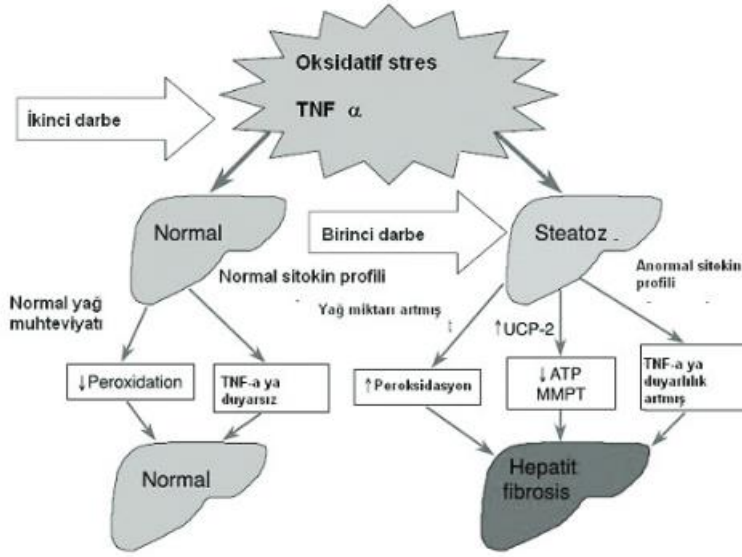 Oksidatif stres
TNF α
İkinci darbe
Normal
Birinci darbe
Steatoz
Normal sitokin profili
Anormal sitokin
profili
Normal yağ
muhteviyatı
Yağ miktarı artmış
↑UCP-2
↓Peroxidation
TNF-a ya
duyarsız
↑Peroksidasyon
↓ATP
MMPT
TNF-a ya
duyarlılık
artmış
Normal
Hepatit
fibrosis